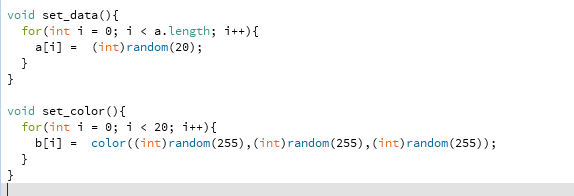 void set_data(){
  for(int i = 0; i < a.length; i++){
    a[i] =  (int)random(20);
  }
}

void set_color(){
  for(int i = 0; i < 20; i++){
    b[i] =  color((int)random(255),(int)random(255),(int)random(255));
  }
}